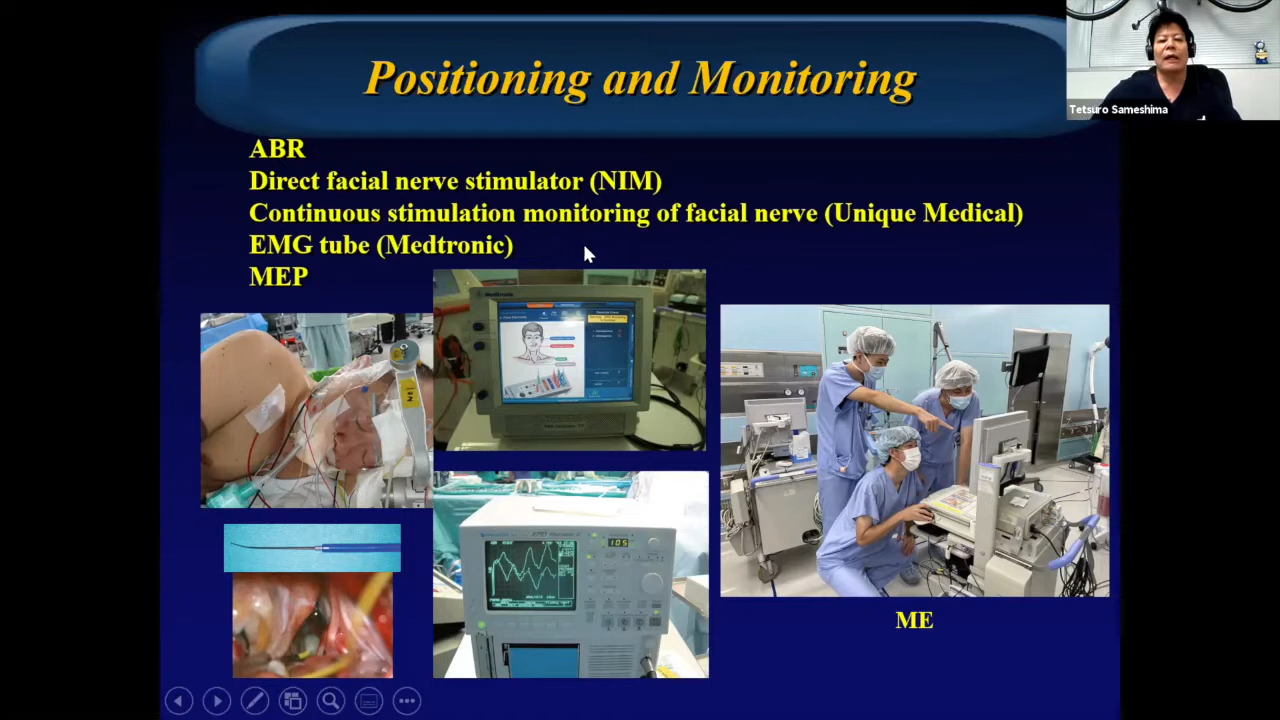 Positioning and Monitoring
Tetsuro Sameshima
ABR
Direct facial nerve stimulator (NIM)
Continuous stimulation monitoring of facial nerve (Unique Medical)
EMG tube (Medtronic)
MEP
105
ME